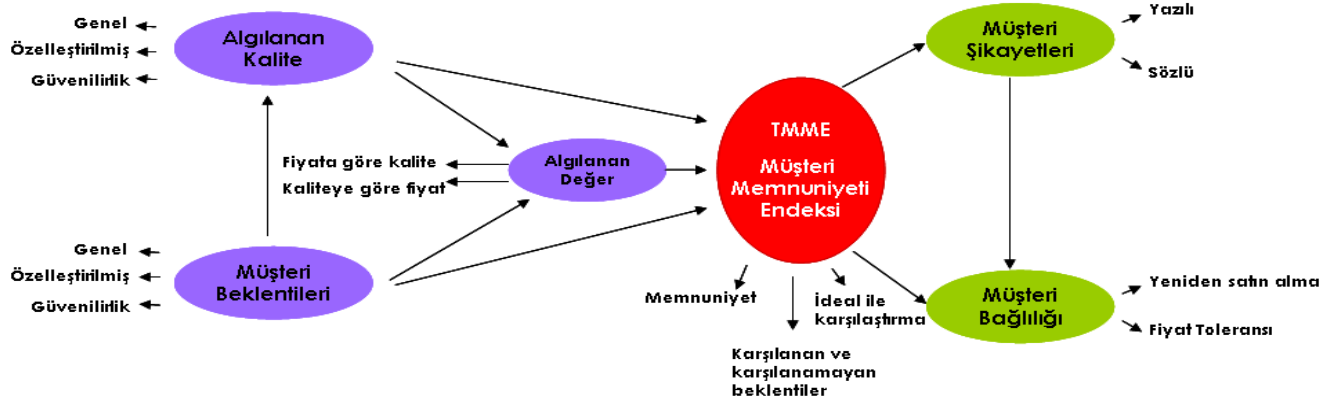 Genel
Özelleştirilmiş
Güvenilirlik
Algılanan
Kalite
Fiyata göre kalite
Kaliteye göre fiyat
Algılanan
Değer
Genel
Özelleştirilmiş
Güvenilirlik
Müşteri
Beklentileri
TMME
Müşteri
Memnuniyeti
Endeksi
Memnuniyet
Karşılanan ve
karşılanamayan
beklentiler
İdeal ile
karşılaştırma
Müşteri
Şikayetleri
Yazılı
Sözlü
Müşteri
Bağlılığı
Yeniden satın alma
Fiyat Toleransı